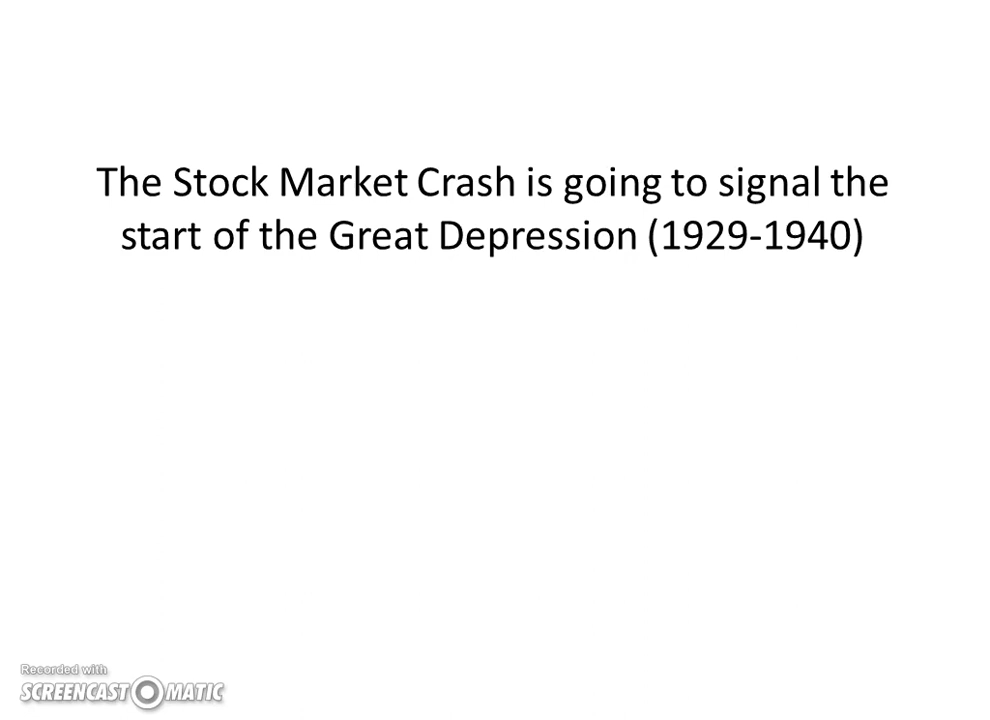 The Stock Market Crash is going to signal the
start of the Great Depression (1929-1940)
Recorded with
SCREENCAST-O-MATIC